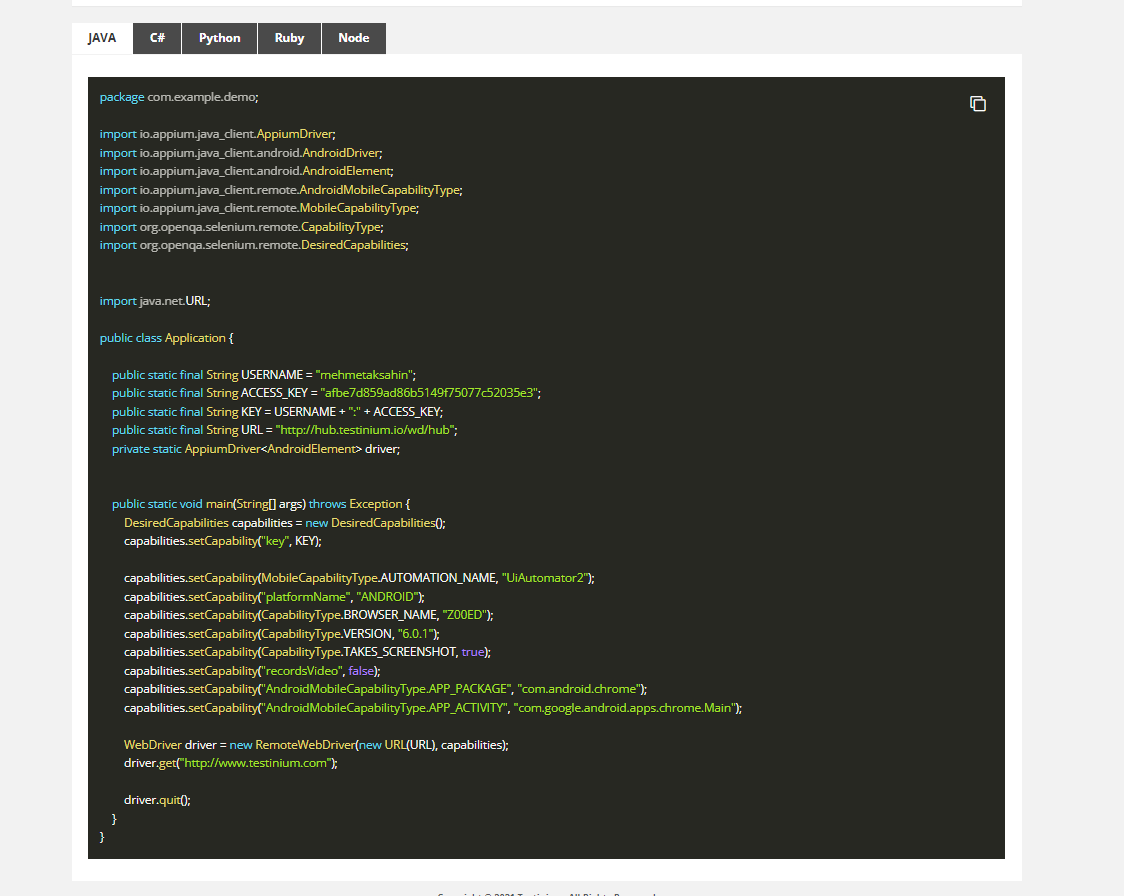 JAVA
C#
Python
Ruby
Node
package com.example.demo;
import io.appium.java_client.AppiumDriver;
import io.appium.java_client.android.AndroidDriver;
import io.appium.java_client.android.AndroidElement;
import io.appium.java_client.remote.AndroidMobileCapabilityType;
import io.appium.java_client.remote.MobileCapabilityType;
import org.openqa.selenium.remote.CapabilityType;
import org.openqa.selenium.remote.DesiredCapabilities;
import java.net.URL;
public class Application {
public static final String USERNAME = "mehmetaksahin";
public static final String ACCESS_KEY = "afbe7d859ad86b5149f75077c52035e3";
public static final String KEY = USERNAME + ":" + ACCESS_KEY;
public static final String URL = "http://hub.testinium.io/wd/hub";
private static AppiumDriver<AndroidElement> driver;
public static void main(String[] args) throws Exception {
DesiredCapabilities capabilities = new DesiredCapabilities();
capabilities.setCapability("key", KEY);
capabilities.setCapability(MobileCapabilityType.AUTOMATION_NAME, "UiAutomator2");
capabilities.setCapability("platformName", "ANDROID");
capabilities.setCapability(CapabilityType.BROWSER_NAME, "Z00ED");
capabilities.setCapability(CapabilityType.VERSION, "6.0.1");
capabilities.setCapability(CapabilityType.TAKES_SCREENSHOT, true);
capabilities.setCapability("recordsVideo", false);
capabilities.setCapability("AndroidMobileCapabilityType.APP_PACKAGE", "com.android.chrome");
capabilities.setCapability("AndroidMobileCapabilityType.APP_ACTIVITY", "com.google.android.apps.chrome.Main");
WebDriver driver = new RemoteWebDriver(new URL(URL), capabilities);
driver.get("http://www.testinium.com");
driver.quit();
}
}